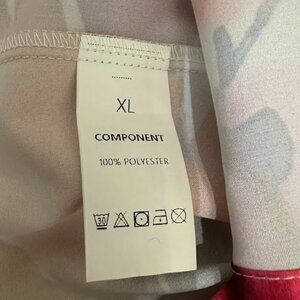 XL
COMPONENT
100% POLYESTER
30